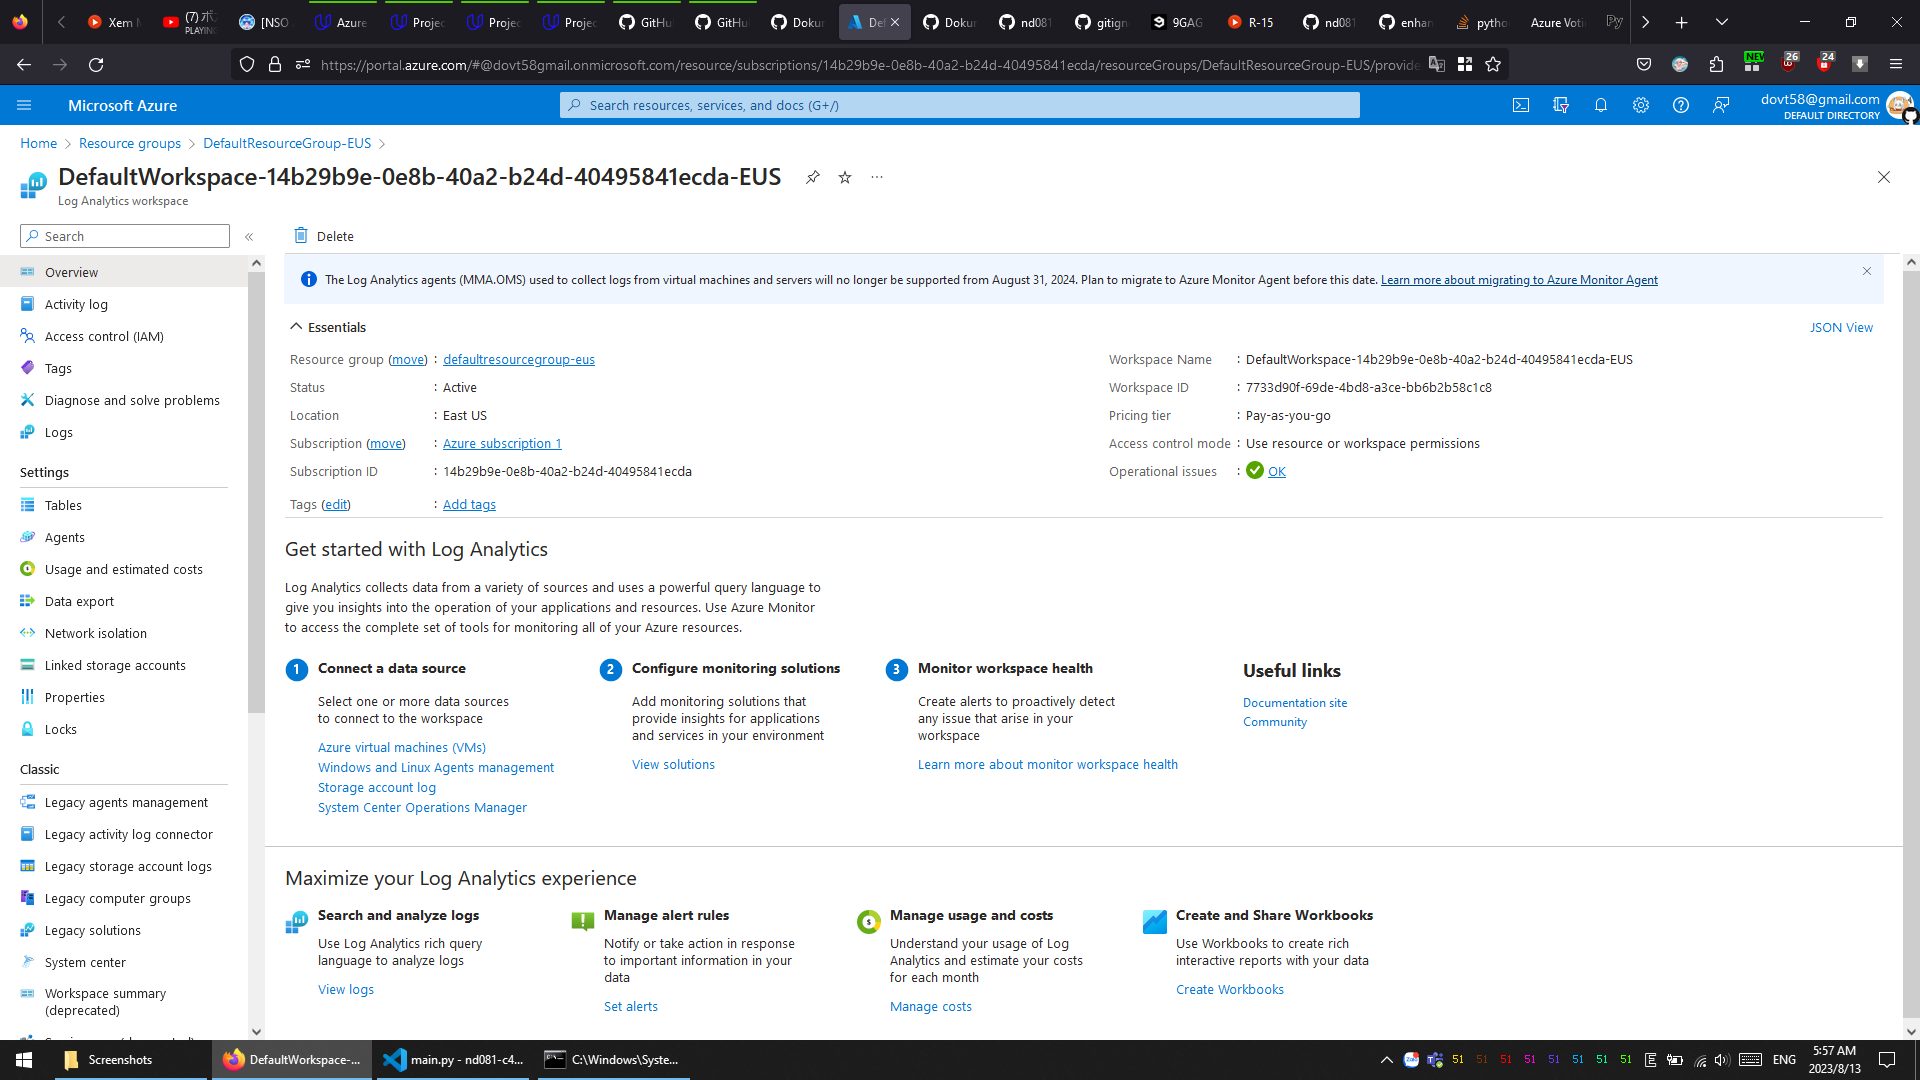 Xem M
(7) ボ
PLAYING
[NSO
Azure
Projec
Projec
Projec
GitHu
GitHu
Dokur
Def
Dokur
nd081
gitign
9GAG
R-15
nd081
enhan
pytho
Azure Voti
https://portal.azure.com/#@dovt58gmail.onmicrosoft.com/resource/subscriptions/14b29b9e-0e8b-40a2-b24d-40495841ecda/resourceGroups/DefaultResourceGroup-EUS/provide
NEW
26
24
Microsoft Azure
Search resources, services, and docs (G+/)
dovt58@gmail.com
DEFAULT DIRECTORY
Home
Resource groups
DefaultResourceGroup-EUS
DefaultWorkspace-14b29b9e-0e8b-40a2-b24d-40495841ecda-EUS
Log Analytics workspace
Search
Delete
Overview
Activity log
Access control (IAM)
Tags
Diagnose and solve problems
Logs
Settings
Tables
Agents
Usage and estimated costs
Data export
Network isolation
Linked storage accounts
Properties
Locks
Classic
Legacy agents management
Legacy activity log connector
Legacy storage account logs
Legacy computer groups
Legacy solutions
System center
Workspace summary
(deprecated)
The Log Analytics agents (MMA.OMS) used to collect logs from virtual machines and servers will no longer be supported from August 31, 2024. Plan to migrate to Azure Monitor Agent before this date. Learn more about migrating to Azure Monitor Agent
Essentials
JSON View
Resource group (move) : defaultresourcegroup-eus
Status : Active
Location : East US
Subscription (move) : Azure subscription 1
Subscription ID : 14b29b9e-0e8b-40a2-b24d-40495841ecda
Tags (edit) : Add tags
Workspace Name : DefaultWorkspace-14b29b9e-0e8b-40a2-b24d-40495841ecda-EUS
Workspace ID : 7733d90f-69de-4bd8-a3ce-bb6b2b58c1c8
Pricing tier : Pay-as-you-go
Access control mode : Use resource or workspace permissions
Operational issues : OK
Get started with Log Analytics
Log Analytics collects data from a variety of sources and uses a powerful query language to
give you insights into the operation of your applications and resources. Use Azure Monitor
to access the complete set of tools for monitoring all of your Azure resources.
1 Connect a data source
Select one or more data sources
to connect to the workspace
Azure virtual machines (VMs)
Windows and Linux Agents management
Storage account log
System Center Operations Manager
2 Configure monitoring solutions
Add monitoring solutions that
provide insights for applications
and services in your environment
View solutions
3 Monitor workspace health
Create alerts to proactively detect
any issue that arise in your
workspace
Learn more about monitor workspace health
Useful links
Documentation site
Community
Maximize your Log Analytics experience
Search and analyze logs
Use Log Analytics rich query
language to analyze logs
View logs
Manage alert rules
Notify or take action in response
to important information in your
data
Set alerts
Manage usage and costs
Understand your usage of Log
Analytics and estimate your costs
for each month
Manage costs
Create and Share Workbooks
Use Workbooks to create rich
interactive reports with your data
Create Workbooks
Screenshots
DefaultWorkspace-...
main.py - nd081-c4...
C:\Windows\Syste...
51 51 51 51 51 51 51 51
ENG
5:57 AM
2023/8/13